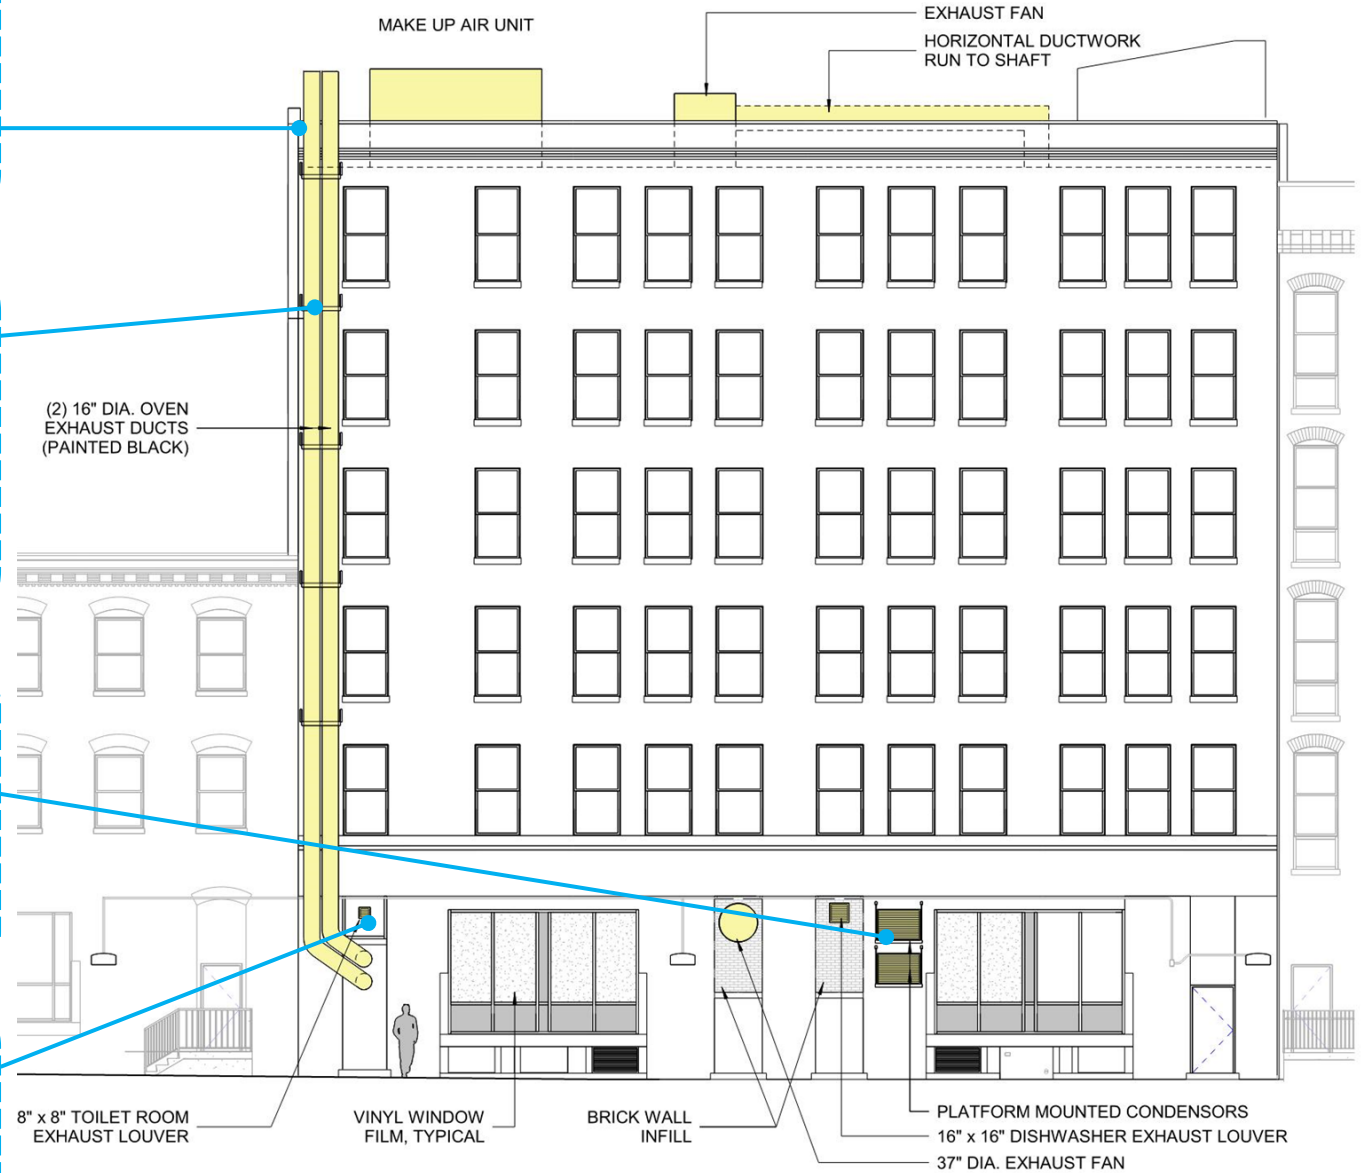 MAKE UP AIR UNIT
EXHAUST FAN
HORIZONTAL DUCTWORK
RUN TO SHAFT
(2) 16" DIA. OVEN
EXHAUST DUCTS
(PAINTED BLACK)
8" x 8" TOILET ROOM
EXHAUST LOUVER
VINYL WINDOW
FILM, TYPICAL
BRICK WALL
INFILL
PLATFORM MOUNTED CONDENSORS
16" x 16" DISHWASHER EXHAUST LOUVER
37" DIA. EXHAUST FAN